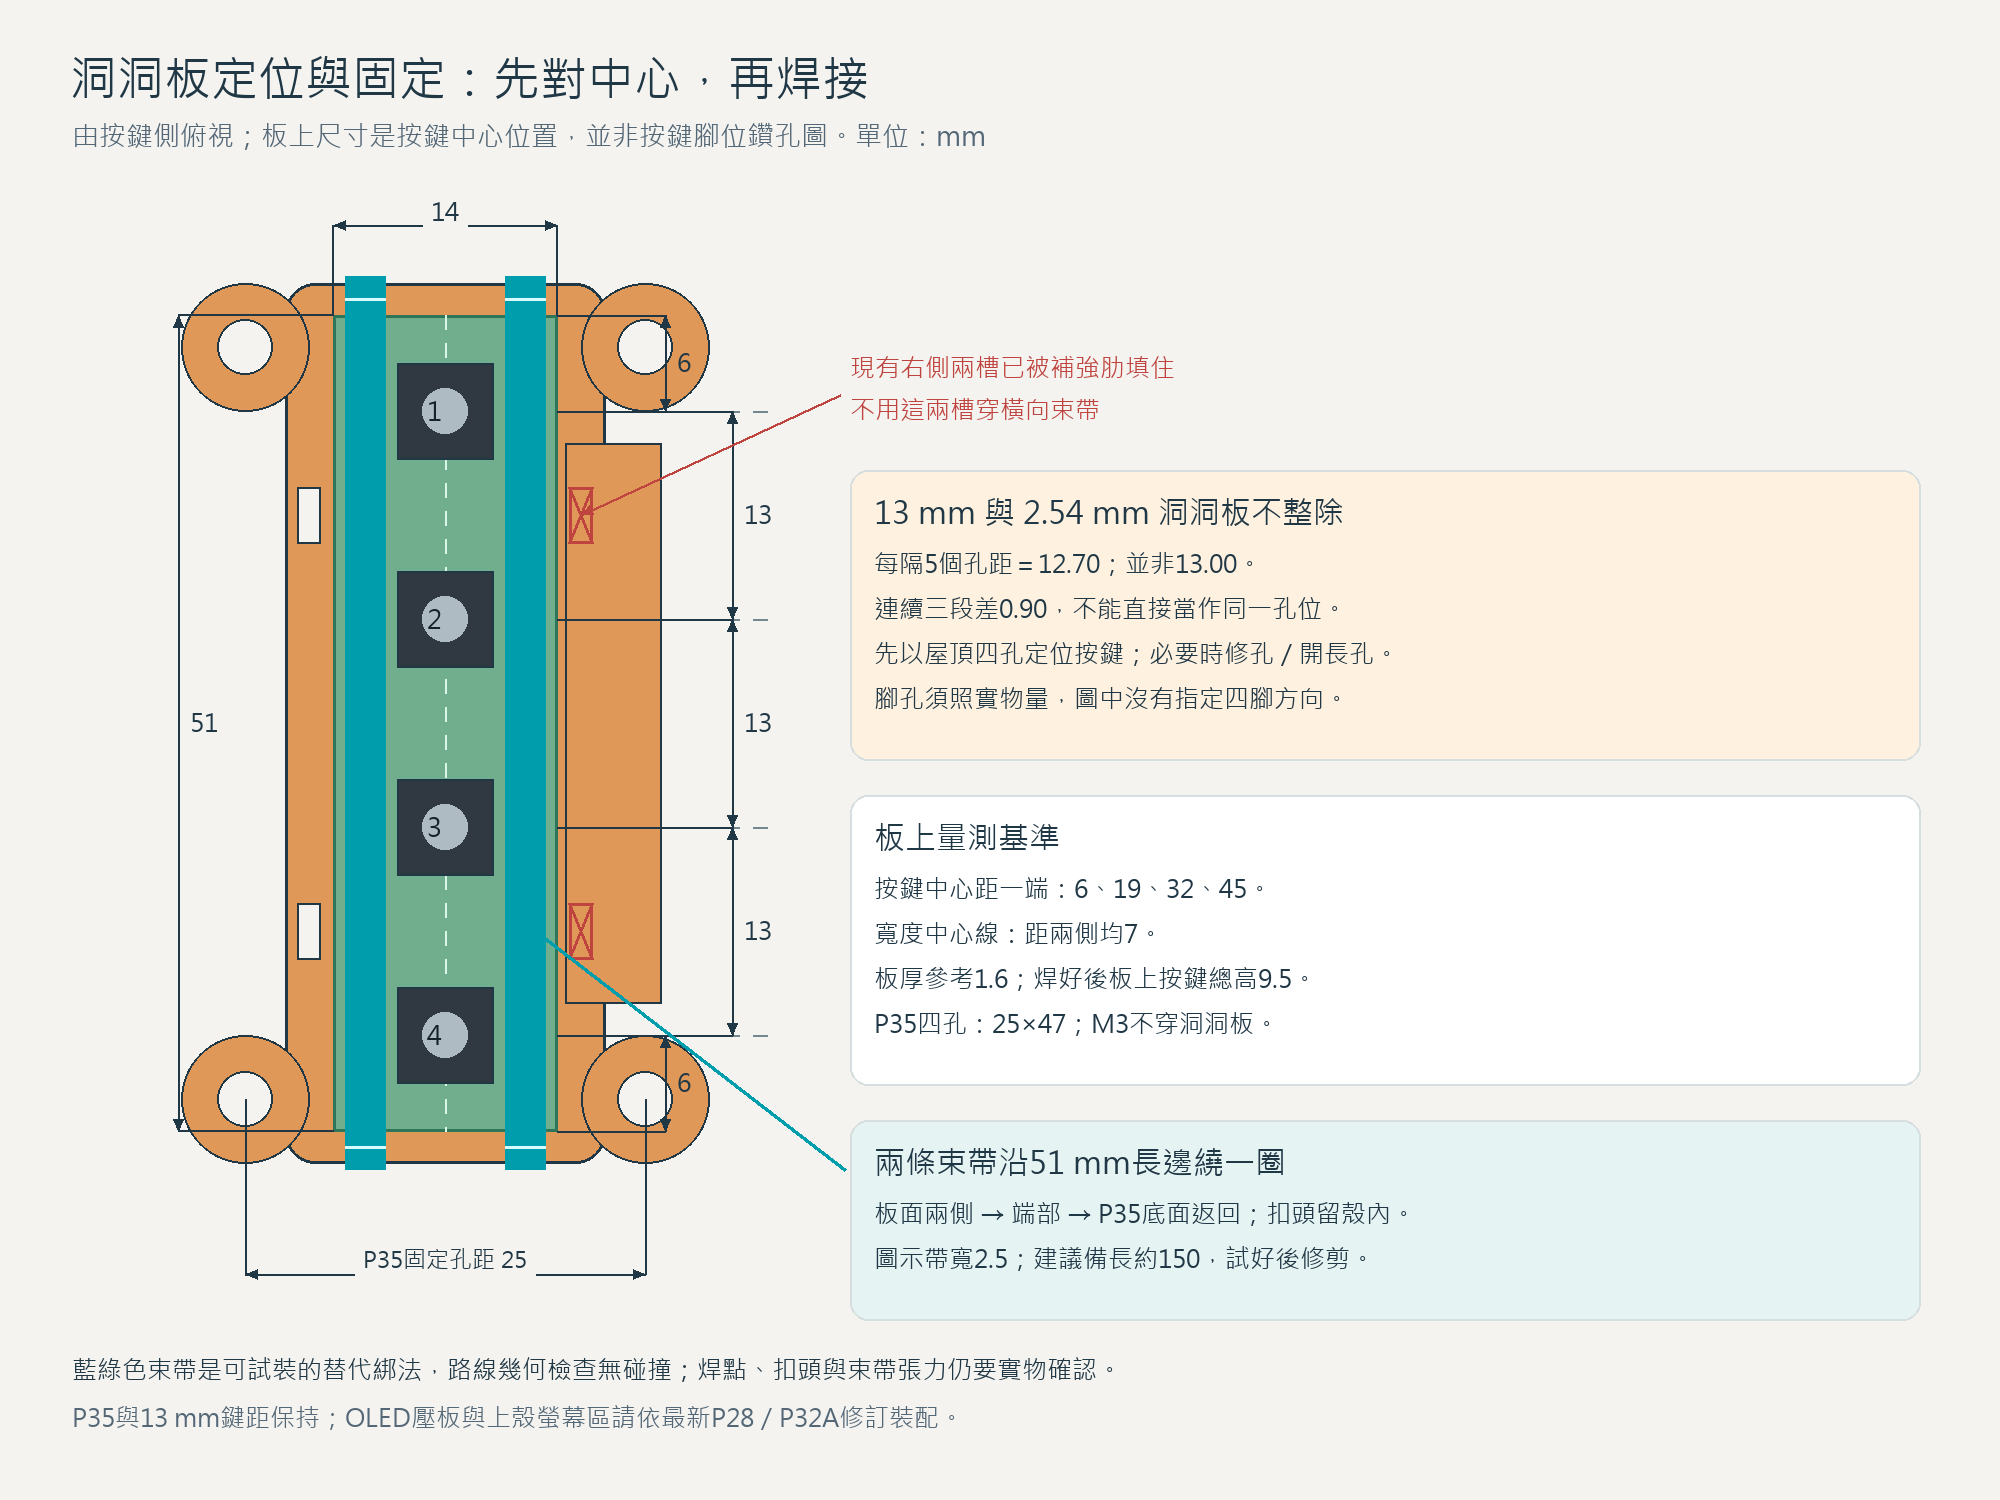 洞洞板定位與固定：先對中心，再焊接
由按鍵側俯視；板上尺寸是按鍵中心位置，並非按鍵腳位鑽孔圖。單位：mm
14
6
1
現有右側兩槽已被補強肋填住
不用這兩槽穿橫向束帶
13
2
51
13
3
13
4
6
P35固定孔距 25
13 mm 與 2.54 mm 洞洞板不整除
每隔5個孔距＝12.70；並非13.00。
連續三段差0.90，不能直接當作同一孔位。
先以屋頂四孔定位按鍵；必要時修孔 / 開長孔。
腳孔須照實物量，圖中沒有指定四腳方向。
板上量測基準
按鍵中心距一端：6、19、32、45。
寬度中心線：距兩側均7。
板厚參考1.6；焊好後板上按鍵總高9.5。
P35四孔：25×47；M3不穿洞洞板。
兩條束帶沿51 mm長邊繞一圈
板面兩側 → 端部 → P35底面返回；扣頭留殼內。
圖示帶寬2.5；建議備長約150，試好後修剪。
藍綠色束帶是可試裝的替代綁法，路線幾何檢查無碰撞；焊點、扣頭與束帶張力仍要實物確認。
P35與13 mm鍵距保持；OLED壓板與上殼螢幕區請依最新P28 / P32A修訂裝配。